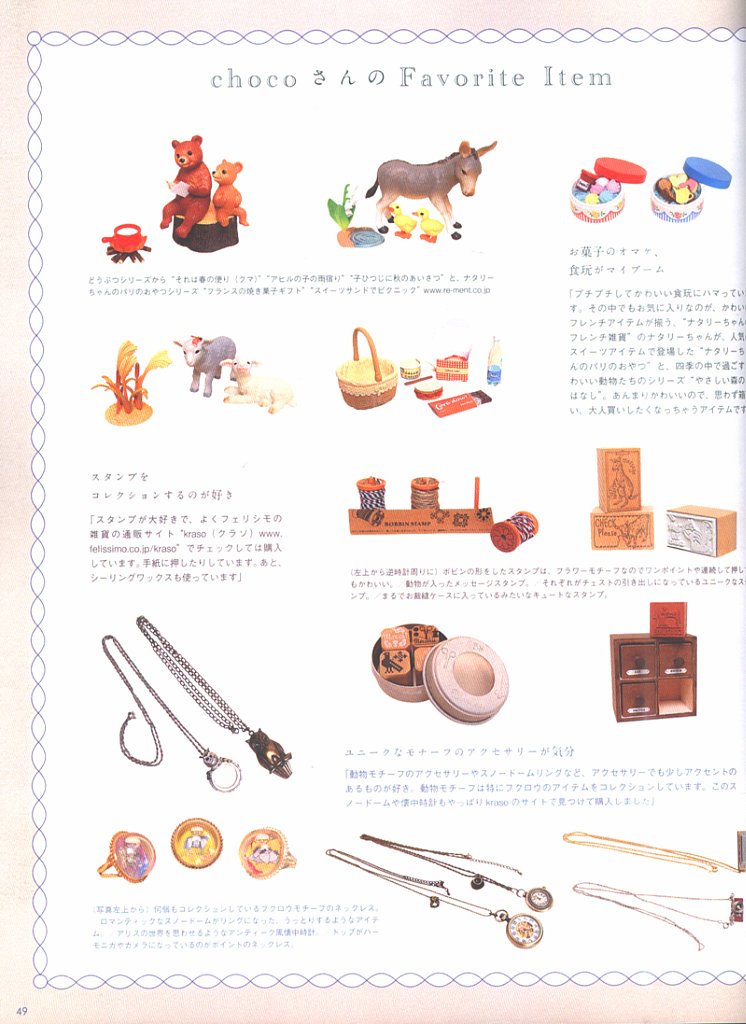 choco さんの Favorite Item
どうぶつシリーズから "それは春の便り（クマ）" "アヒルの子の雨宿り" "子ひつじに秋のあいさつ" と、ナタリー
ちゃんのパリのおやつシリーズ "フランスの焼き菓子ギフト" "スイーツサンドでピクニック" www.re-ment.co.jp
お菓子のオマケ、
食玩がマイブーム
「プチプチしてかわいい食玩にハマってい
す。その中でもお気に入りなのが、かわい
フレンチアイテムが揃う、"ナタリーちゃん
フレンチ雑貨" のナタリーちゃんが、人気
スイーツアイテムで登場した "ナタリーち
んのパリのおやつ" と、四季の中で過ごす
わいい動物たちのシリーズ "やさしい森の
はなし"。あんまりかわいいので、思わず箱
い、大人買いしたくなっちゃうアイテムです
スタンプを
コレクションするのが好き
「スタンプが大好きで、よくフェリシモの
雑貨の通販サイト "kraso（クラソ）www.
felissimo.co.jp/kraso" でチェックしては購入
しています。手紙に押したりしています。あと、
シーリングワックスも使っています」
BOBBIN STAMP
CHECK
Please
（左上から逆時計周りに）ボビンの形をしたスタンプは、フラワーモチーフなのでワンポイントや連続して押し
もかわいい。／動物が入ったメッセージスタンプ。／それぞれがチェストの引き出しになっているユニークなス
ンプ。／まるでお裁縫ケースに入っているみたいなキュートなスタンプ。
ユニークなモチーフのアクセサリーが気分
「動物モチーフのアクセサリーやスノードームリングなど、アクセサリーでも少しアクセントの
あるものが好き。動物モチーフは特にフクロウのアイテムをコレクションしています。このス
ノードームや懐中時計もやっぱり kraso のサイトで見つけて購入しました」
（写真左上から）何個もコレクションしているフクロウモチーフのネックレス。
／ロマンティックなスノードームがリングになった、うっとりするようなアイテ
ム。／アリスの世界を思わせるようなアンティーク風懐中時計。／トップがハー
モニカやカメラになっているのがポイントのネックレス。
49